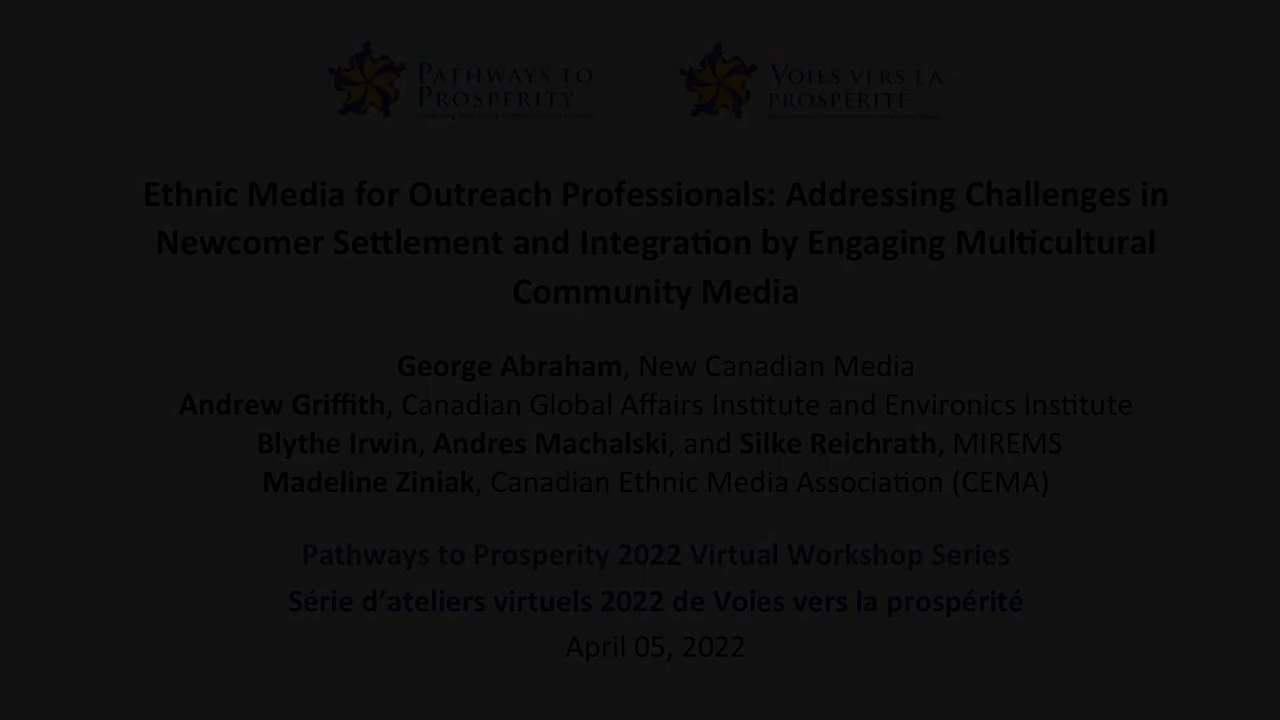 PATHWAYS TO
PROSPERITY
VOIES VERS LA
PROSPÉRITÉ
Ethnic Media for Outreach Professionals: Addressing Challenges in
Newcomer Settlement and Integration by Engaging Multicultural
Community Media
George Abraham, New Canadian Media
Andrew Griffith, Canadian Global Affairs Institute and Environics Institute
Blythe Irwin, Andres Machalski, and Silke Reichrath, MIREMS
Madeline Ziniak, Canadian Ethnic Media Association (CEMA)
Pathways to Prosperity 2022 Virtual Workshop Series
Série d’ateliers virtuels 2022 de Voies vers la prospérité
April 05, 2022